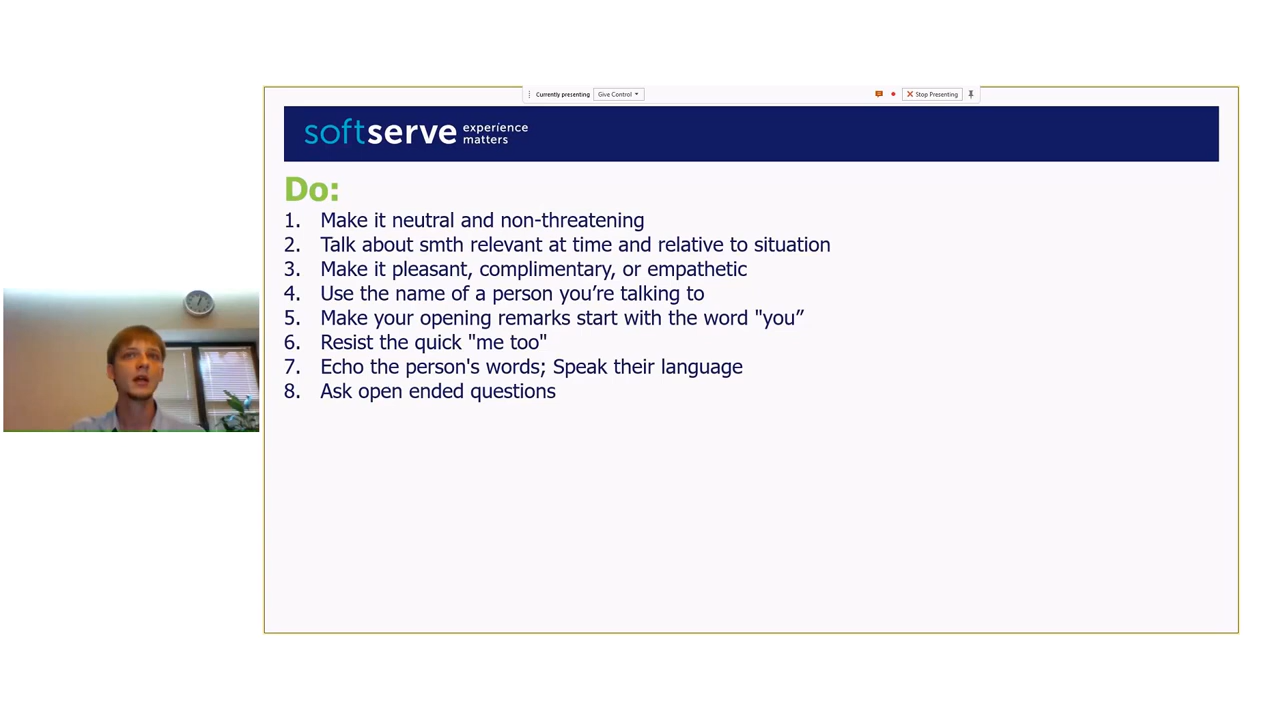 Currently presenting Give Control Stop Presenting
softserve experience matters
Do:
1. Make it neutral and non-threatening
2. Talk about smth relevant at time and relative to situation
3. Make it pleasant, complimentary, or empathetic
4. Use the name of a person you’re talking to
5. Make your opening remarks start with the word "you”
6. Resist the quick "me too"
7. Echo the person's words; Speak their language
8. Ask open ended questions